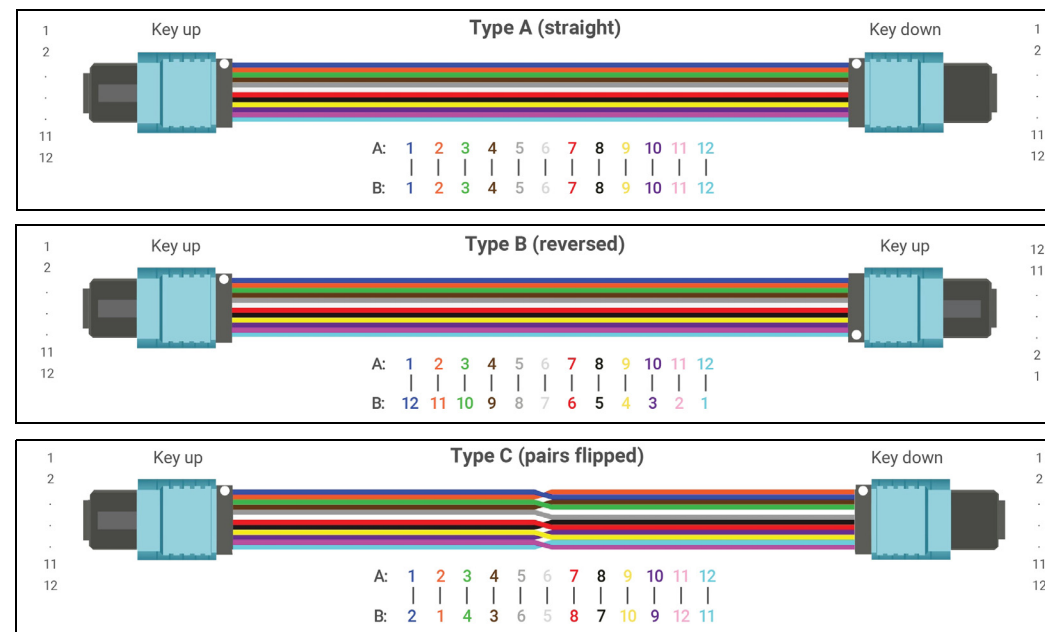 Type A (straight)
Key up
Key down
1
2
.
.
.
11
12
1
2
.
.
.
11
12
A: 1 2 3 4 5 6 7 8 9 10 11 12
B: 1 2 3 4 5 6 7 8 9 10 11 12
Type B (reversed)
Key up
Key up
1
2
.
.
.
11
12
12
11
.
.
.
2
1
A: 1 2 3 4 5 6 7 8 9 10 11 12
B: 12 11 10 9 8 7 6 5 4 3 2 1
Type C (pairs flipped)
Key up
Key down
1
2
.
.
.
11
12
1
2
.
.
.
11
12
A: 1 2 3 4 5 6 7 8 9 10 11 12
B: 2 1 4 3 6 5 8 7 10 9 12 11